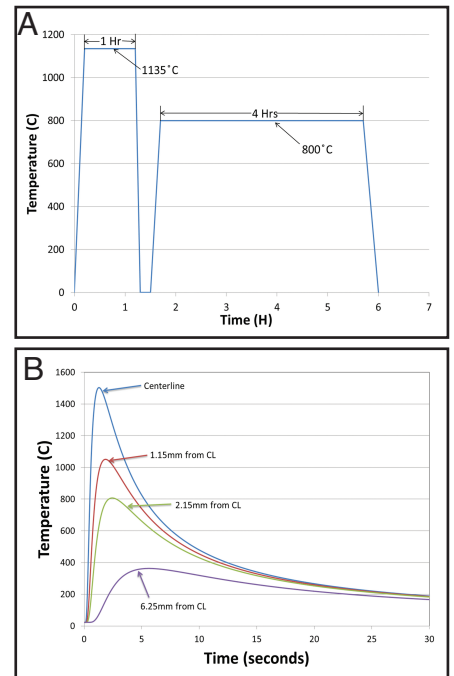 A
1200
1000
800
600
400
200
0
Temperature (C)
1 Hr
1135˚C
4 Hrs
800˚C
0 1 2 3 4 5 6 7
Time (H)
B
1600
1400
1200
1000
800
600
400
200
0
Temperature (C)
Centerline
1.15mm from CL
2.15mm from CL
6.25mm from CL
0 5 10 15 20 25 30
Time (seconds)